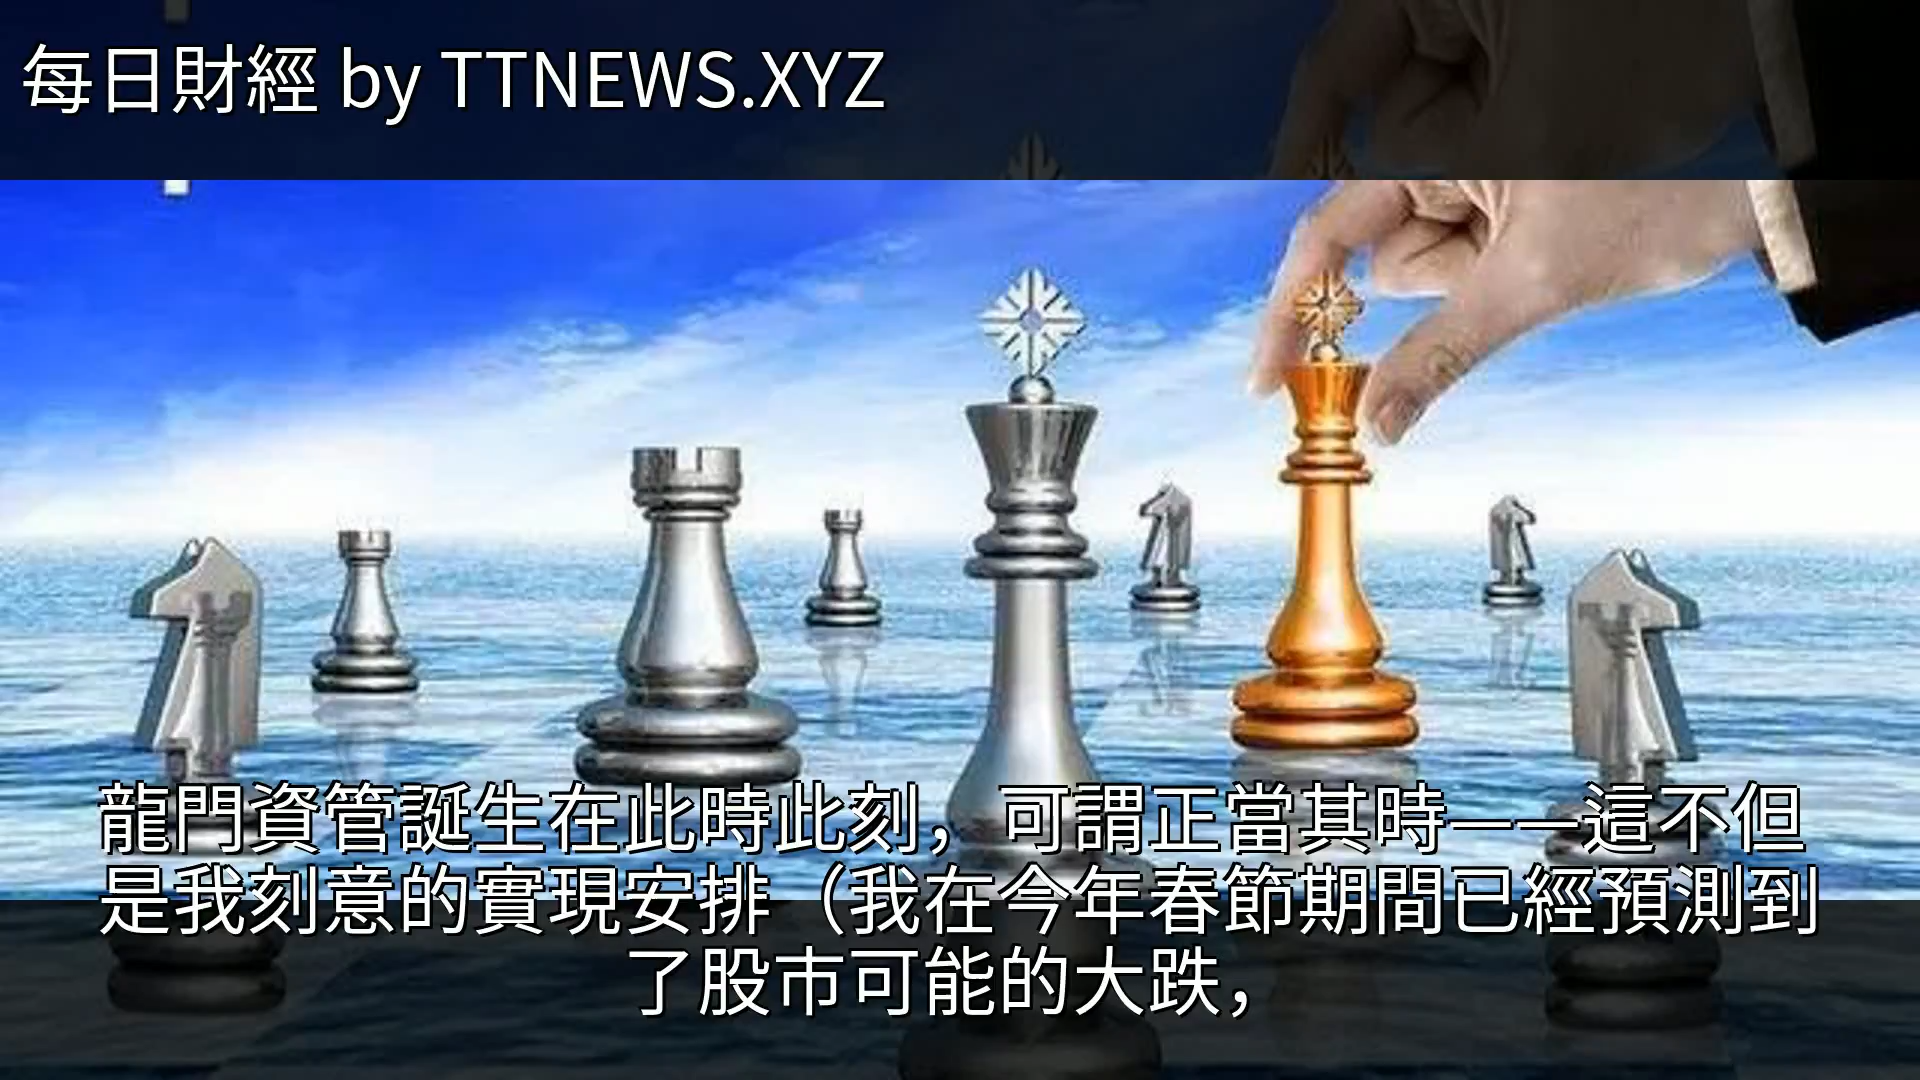 每日財經 by TTNEWS.XYZ
龍門資管誕生在此時此刻，可謂正當其時——這不但
是我刻意的實現安排（我在今年春節期間已經預測到
了股市可能的大跌，